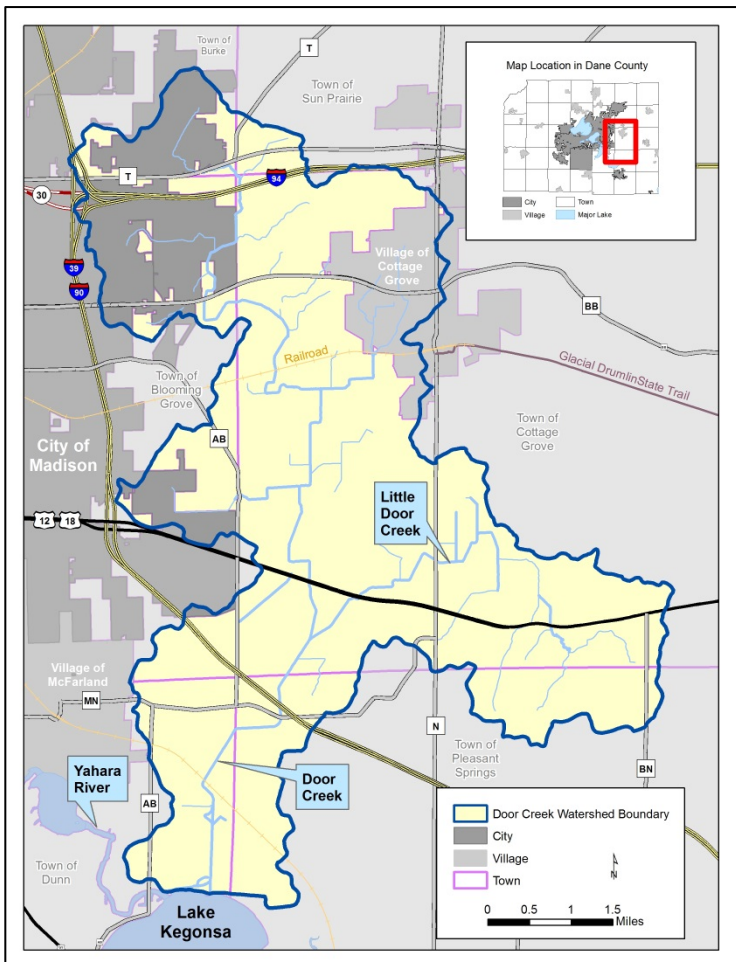 Town of
Burke
T
Town of
Sun Prairie
Map Location in Dane County
City
Town
Village
Major Lake
30
T
94
39
90
Village of
Cottage
Grove
BB
Railroad
Glacial DrumlinState Trail
Town of
Blooming
Grove
Town of
Cottage
Grove
AB
City of
Madison
Little
Door
Creek
12
18
Village of
McFarland
MN
N
Town of
Pleasant
Springs
BN
Yahara
River
AB
Door
Creek
Town of
Dunn
Lake
Kegonsa
Door Creek Watershed Boundary
City
Village
Town
N
0 0.5 1 1.5
Miles